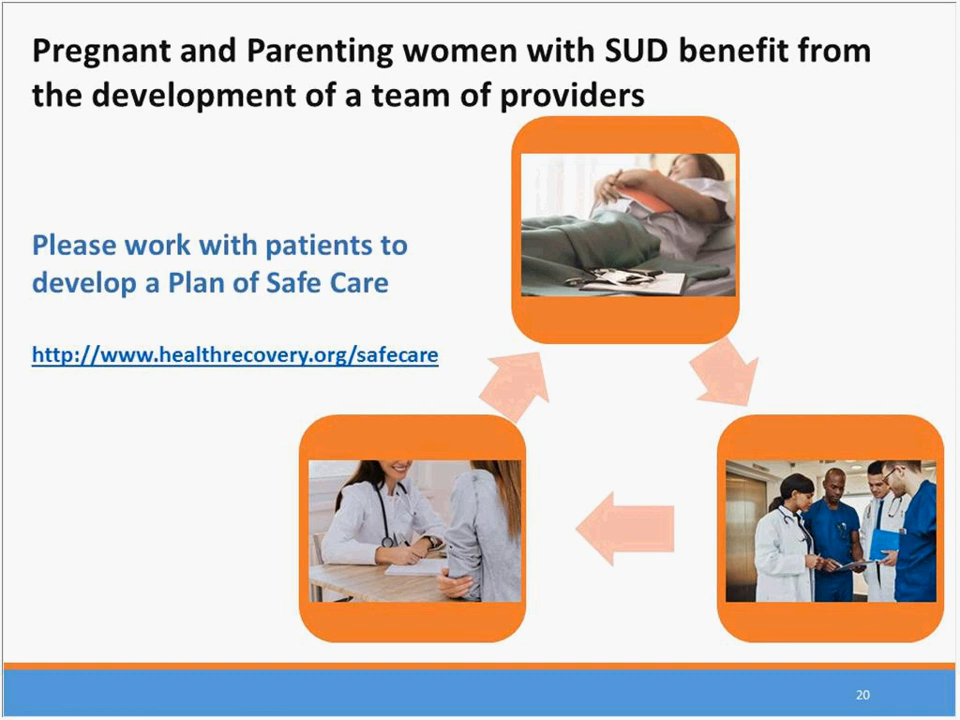 Pregnant and Parenting women with SUD benefit from
the development of a team of providers
Please work with patients to
develop a Plan of Safe Care
http://www.healthrecovery.org/safecare
20